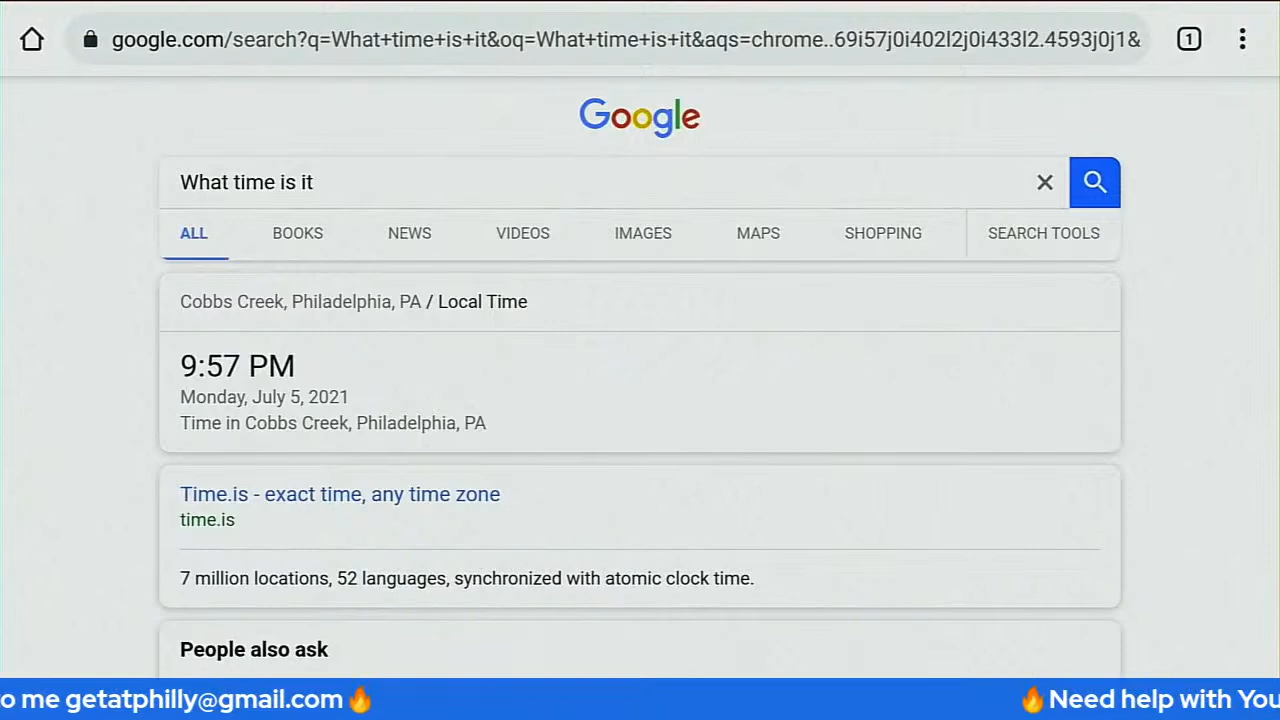 google.com/search?q=What+time+is+it&oq=What+time+is+it&aqs=chrome..69i57j0i402l2j0i433l2.4593j0j1&
1
Google
What time is it
ALL BOOKS NEWS VIDEOS IMAGES MAPS SHOPPING SEARCH TOOLS
Cobbs Creek, Philadelphia, PA / Local Time
9:57 PM
Monday, July 5, 2021
Time in Cobbs Creek, Philadelphia, PA
Time.is - exact time, any time zone
time.is
7 million locations, 52 languages, synchronized with atomic clock time.
People also ask
o me getatphilly@gmail.com🔥 🔥Need help with You